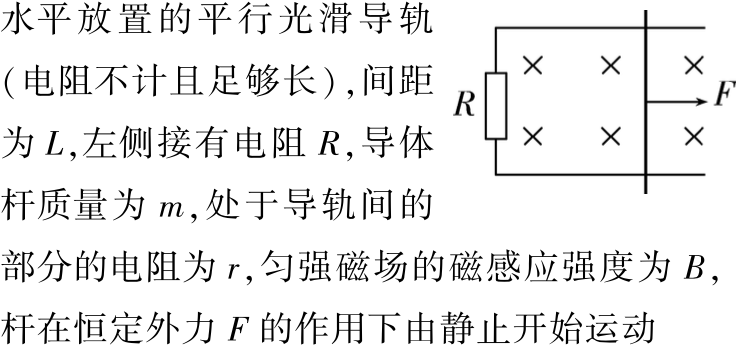 水平放置的平行光滑导轨
(电阻不计且足够长),间距
为 L,左侧接有电阻 R,导体
杆质量为 m,处于导轨间的
部分的电阻为 r,匀强磁场的磁感应强度为 B,
杆在恒定外力 F 的作用下由静止开始运动
R
F